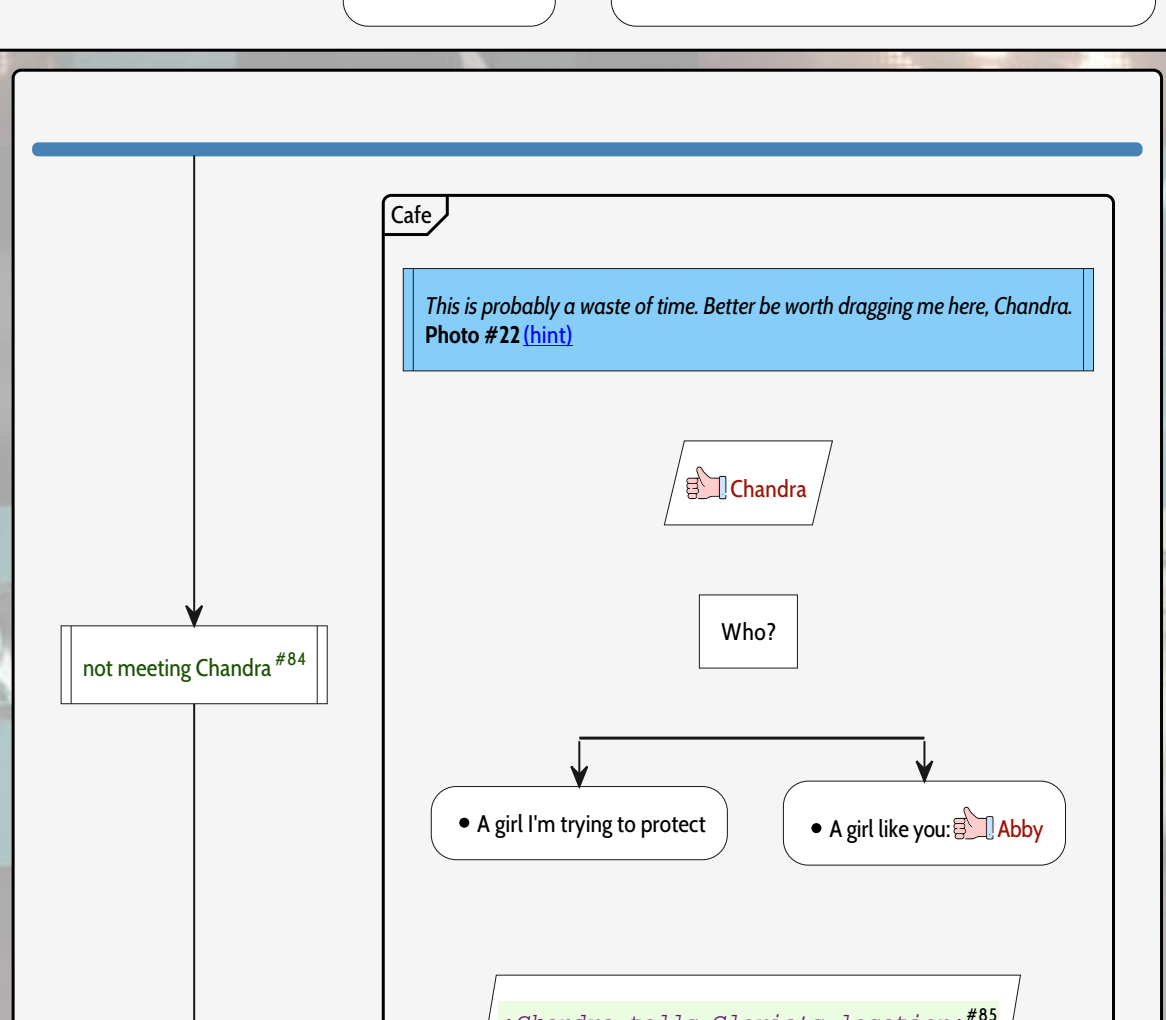 Cafe
This is probably a waste of time. Better be worth dragging me here, Chandra.
Photo #22 (hint)
Chandra
Who?
not meeting Chandra #84
• A girl I'm trying to protect
• A girl like you: Abby
#85